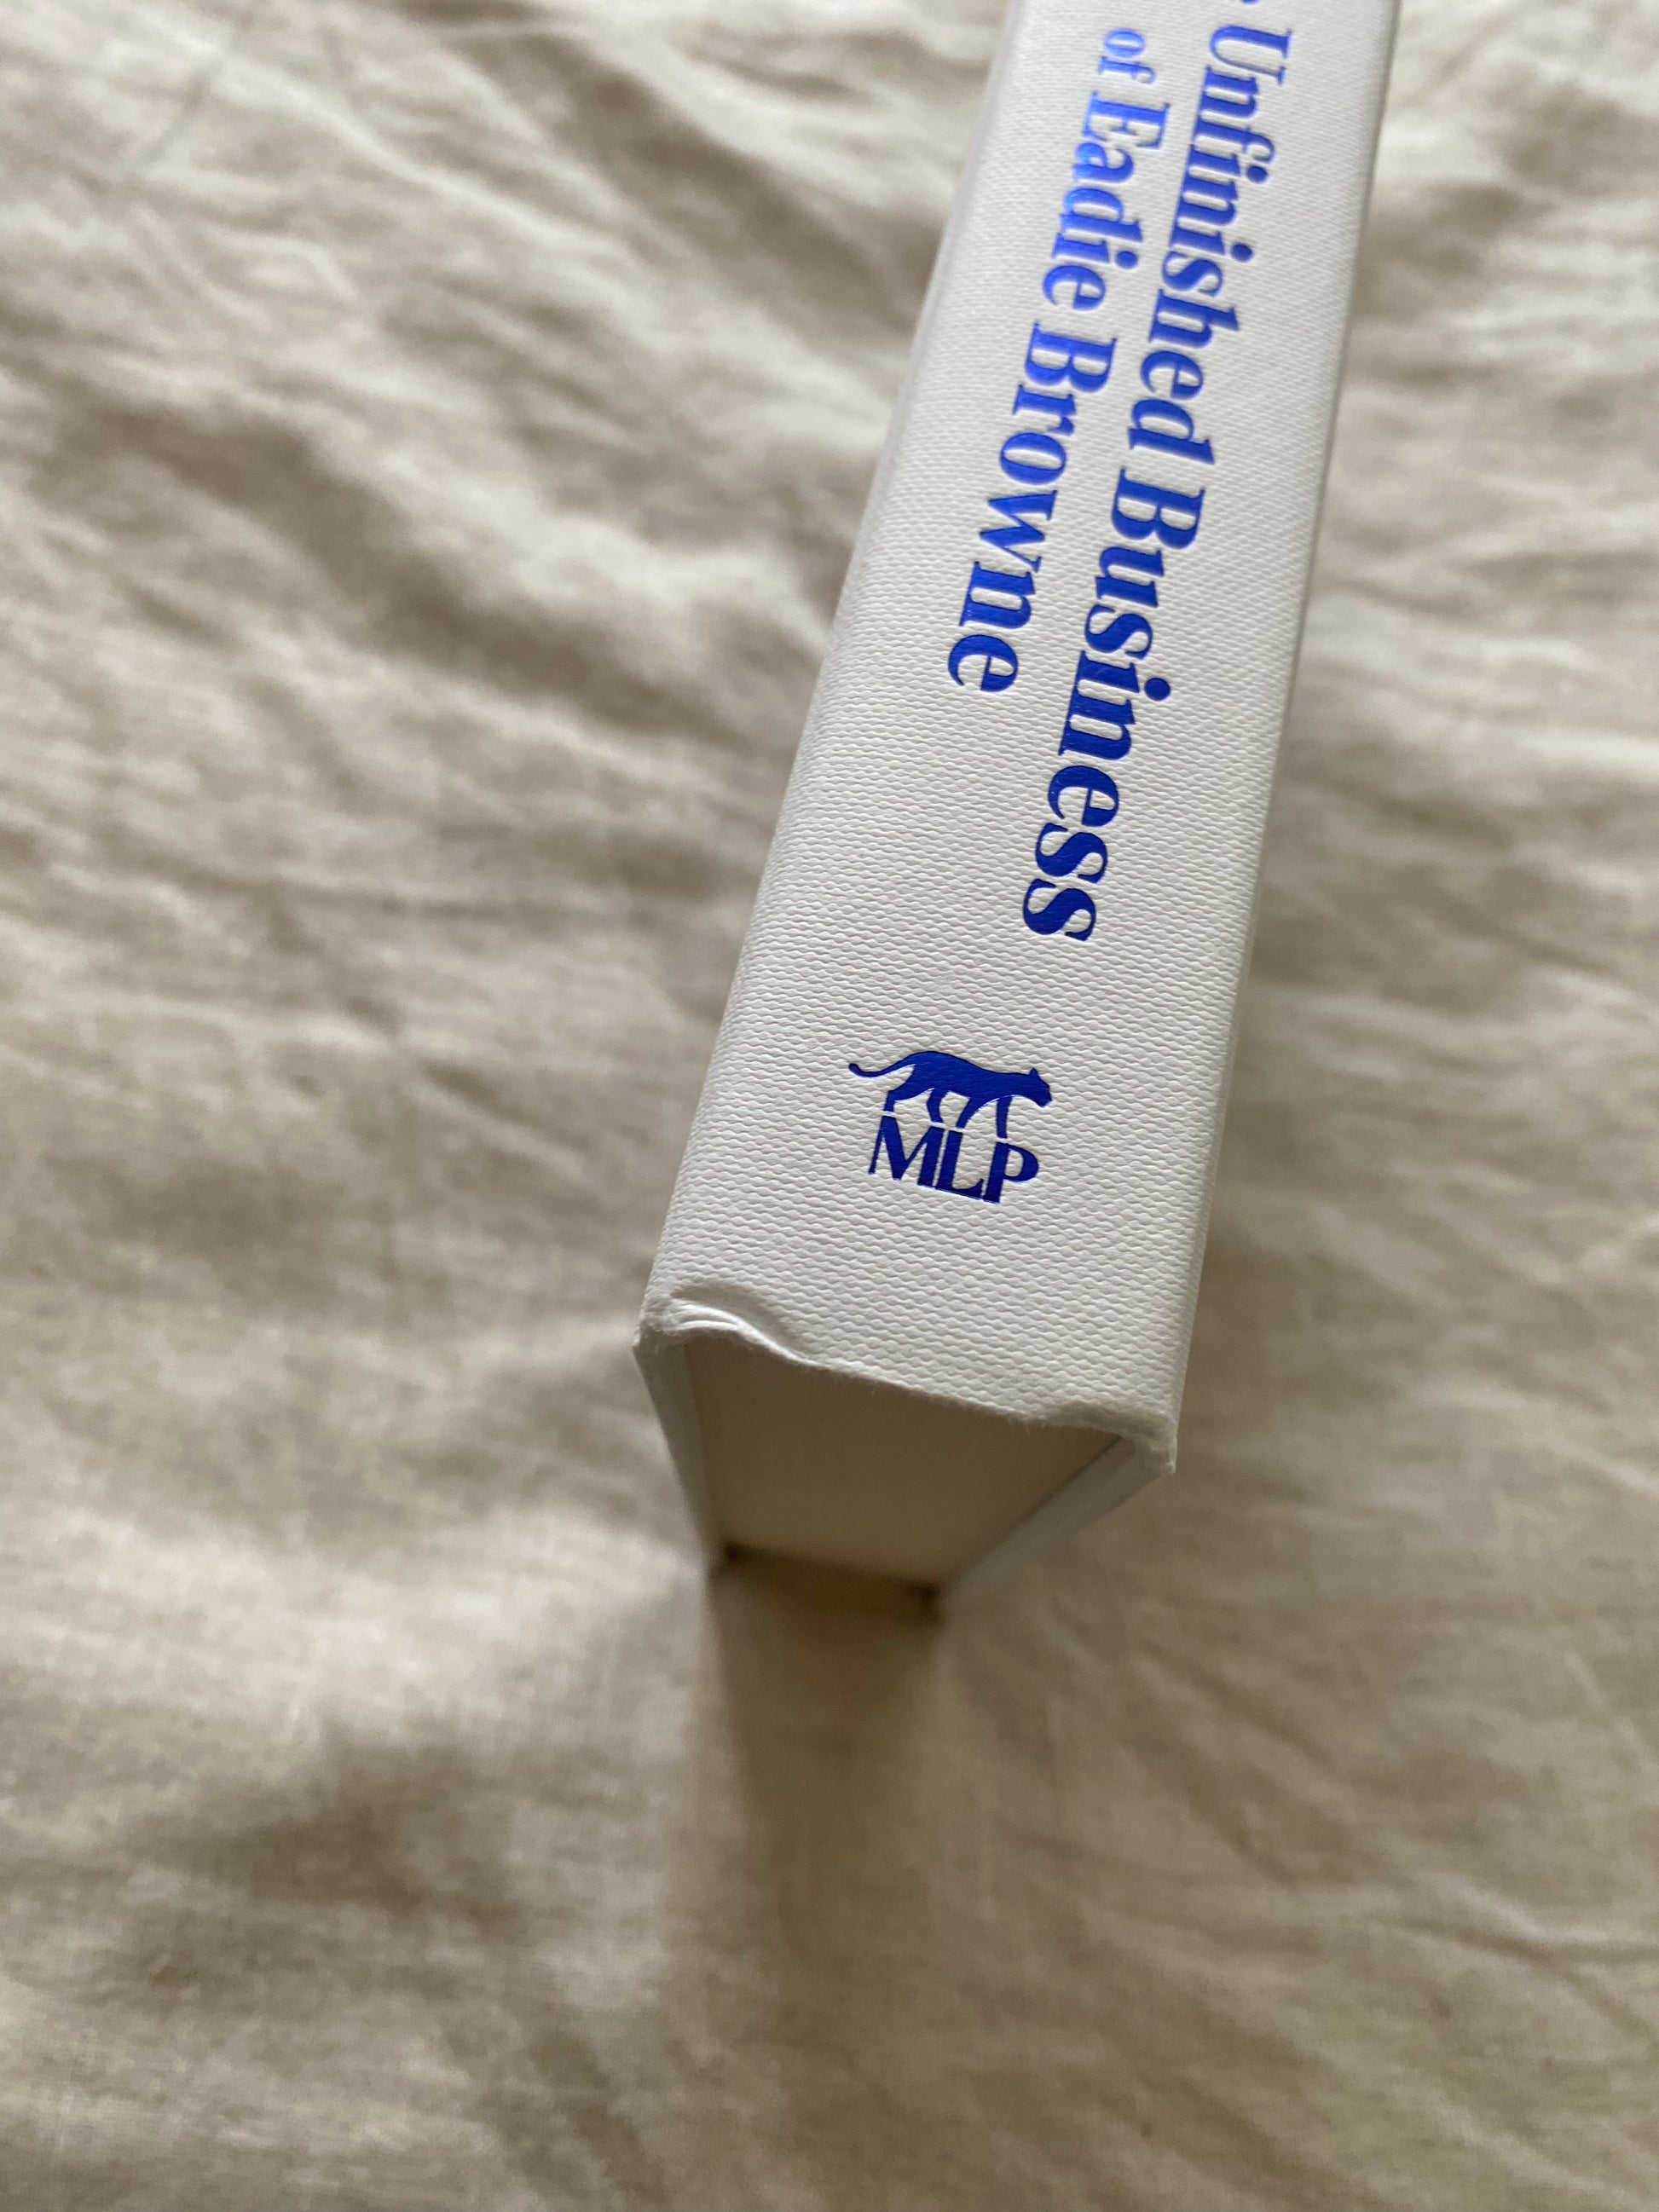 Unfinished Business
of Eadie Browne
MLP